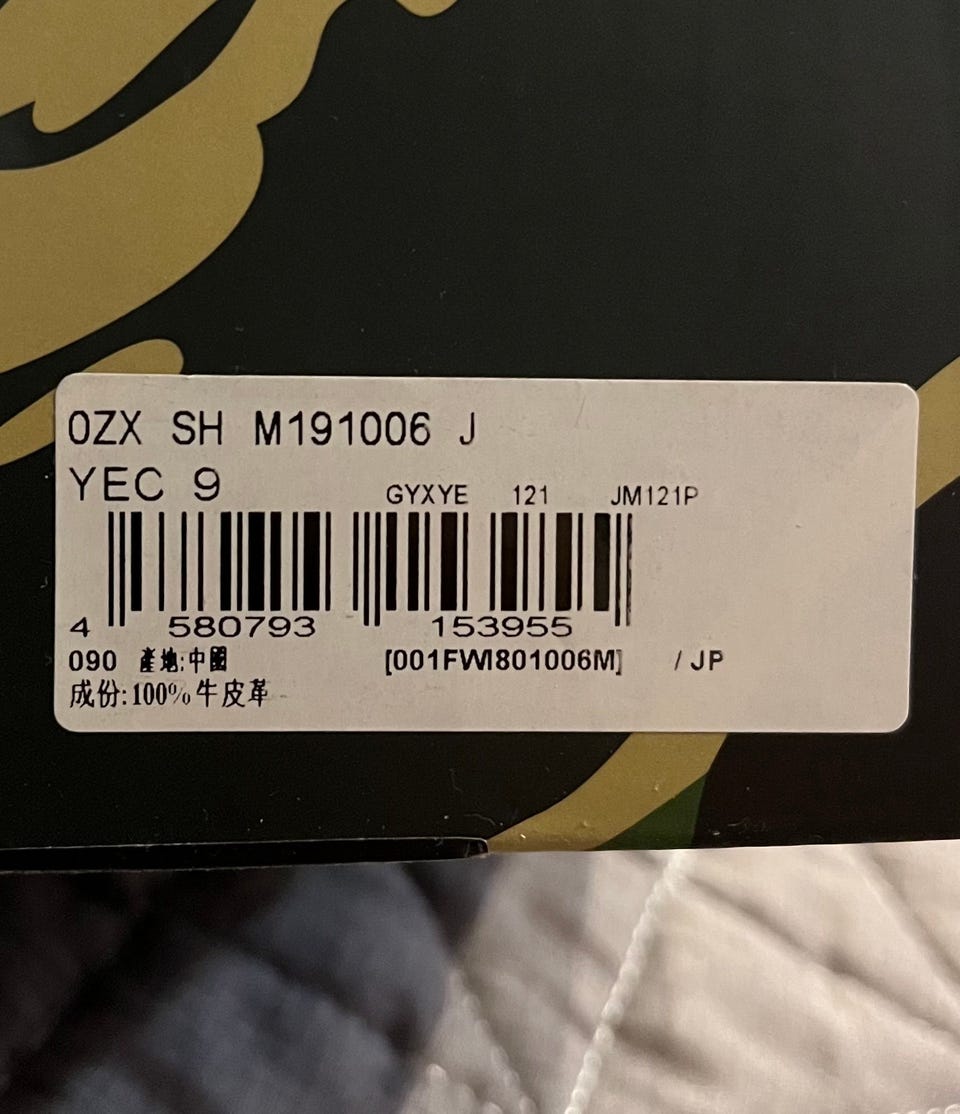 0ZX SH M191006 J
YEC 9
GYXYE 121 JM121P
4 580793 153955
090 產地:中國 [001FWI801006M] / JP
成份:100%牛皮革